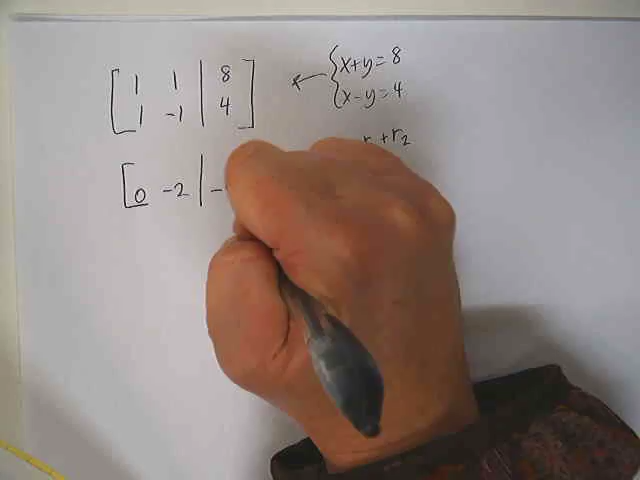 1 1 | 8
1 -1 | 4
x+y=8
x-y=4
r +r₂
0 -2 | -